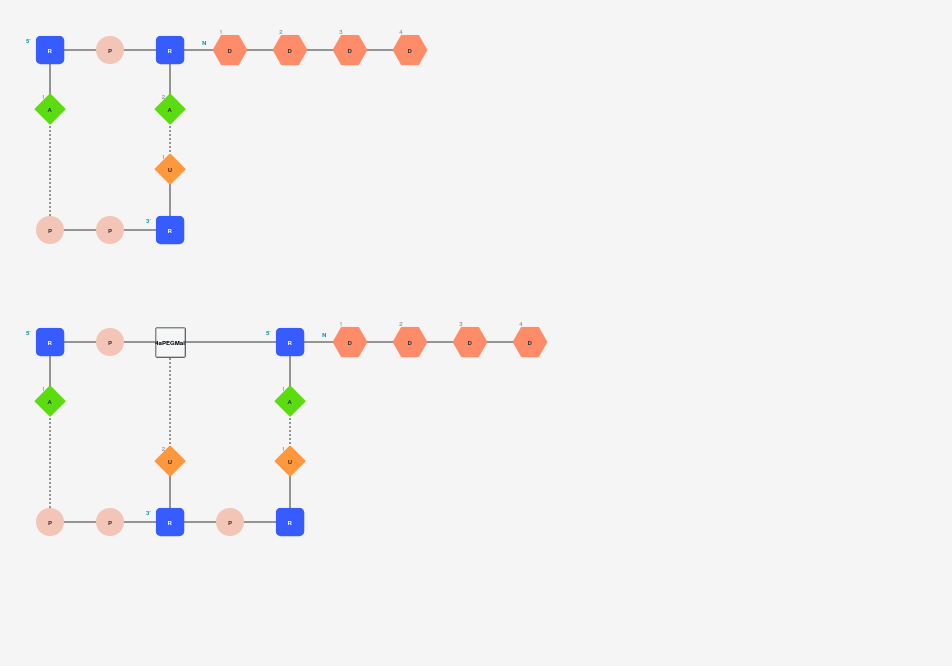 1 2 3 4
5' R P R N D D D D
1 A 2 A
1 U
3'
P P R
1 2 3 4
5' R P 5' R N D D D D
1 A 1 A
2 U 1 U
3'
P P R P R